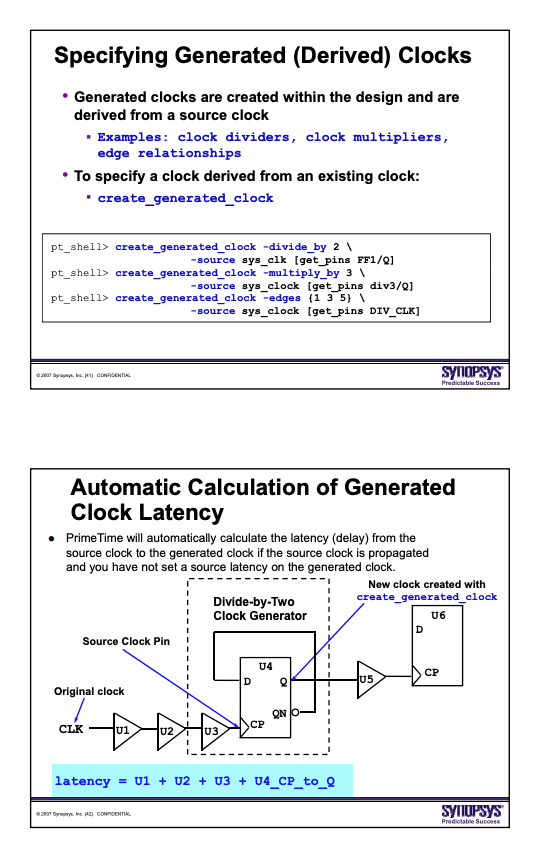 Specifying Generated (Derived) Clocks
• Generated clocks are created within the design and are
derived from a source clock
▪ Examples: clock dividers, clock multipliers,
edge relationships
• To specify a clock derived from an existing clock:
▪ create_generated_clock
pt_shell> create_generated_clock -divide_by 2 \
-source sys_clk [get_pins FF1/Q]
pt_shell> create_generated_clock -multiply_by 3 \
-source sys_clock [get_pins div3/Q]
pt_shell> create_generated_clock -edges {1 3 5} \
-source sys_clock [get_pins DIV_CLK]
© 2007 Synopsys, Inc. (41) CONFIDENTIAL
SYNOPSYS®
Predictable Success
Automatic Calculation of Generated
Clock Latency
● PrimeTime will automatically calculate the latency (delay) from the
source clock to the generated clock if the source clock is propagated
and you have not set a source latency on the generated clock.
New clock created with
create_generated_clock
Divide-by-Two
Clock Generator
U6
D
CP
Source Clock Pin
U4
D Q
QN
CP
U5
Original clock
CLK
U1
U2
U3
latency = U1 + U2 + U3 + U4_CP_to_Q
© 2007 Synopsys, Inc. (42) CONFIDENTIAL
SYNOPSYS®
Predictable Success